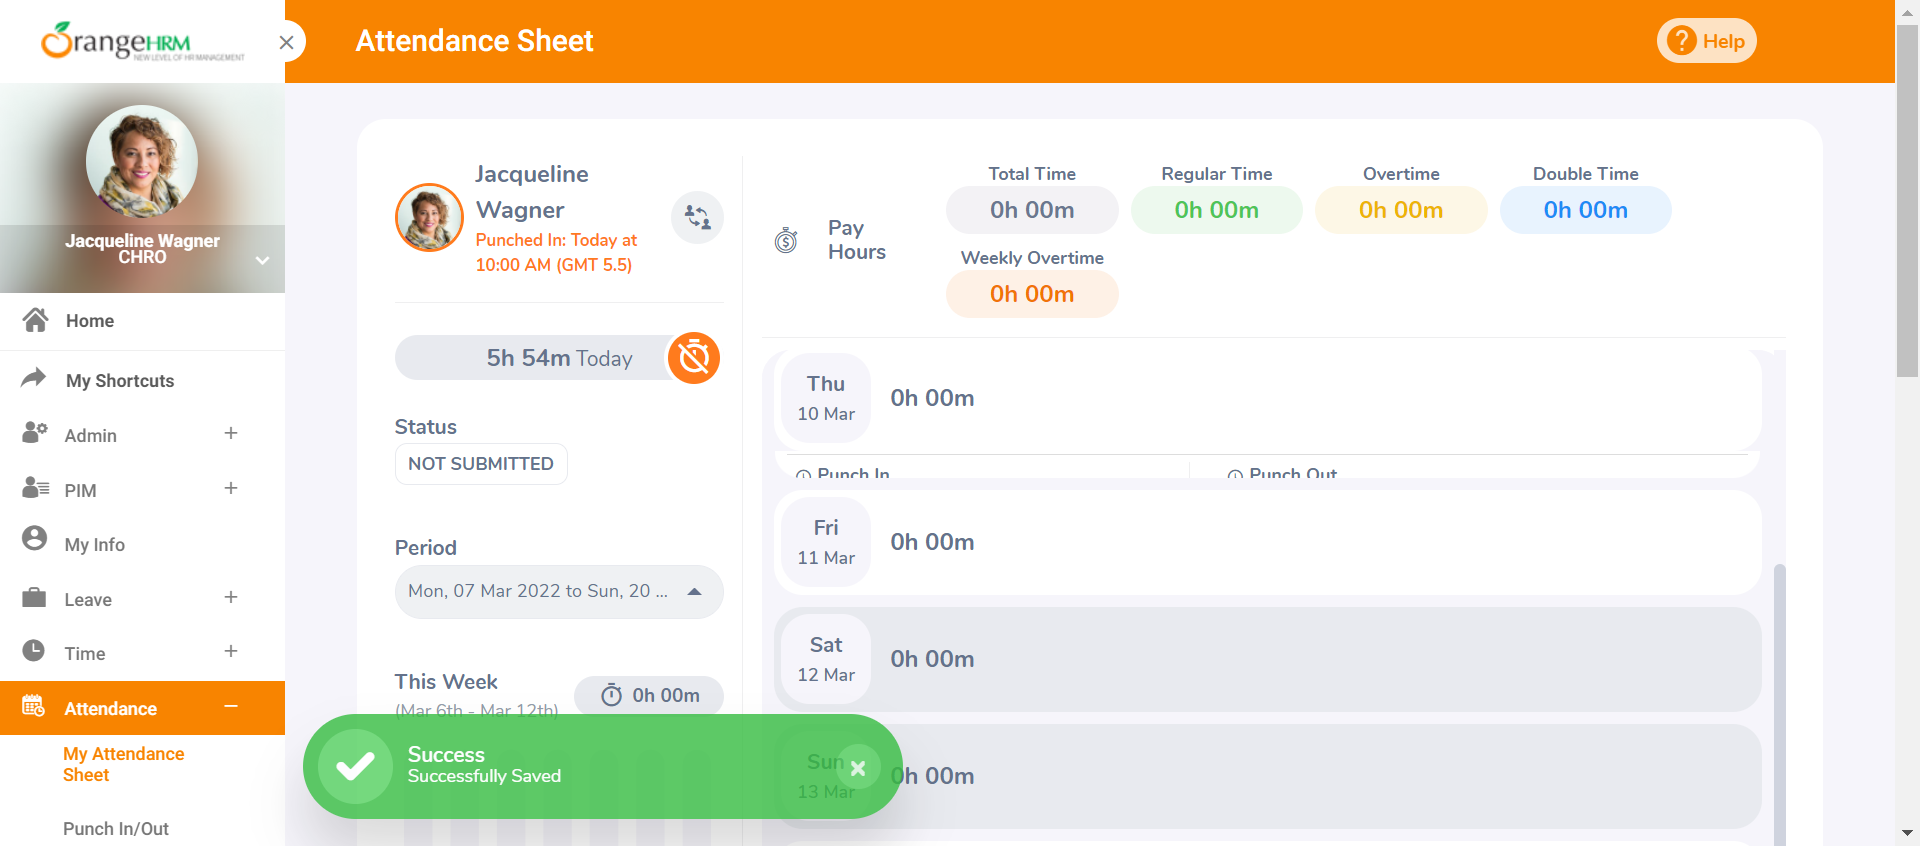 OrangeHRM
NEW LEVEL OF HR MANAGEMENT
Attendance Sheet
? Help
Jacqueline Wagner
CHRO
Home
My Shortcuts
Admin
PIM
My Info
Leave
Time
Attendance
My Attendance
Sheet
Punch In/Out
Jacqueline
Wagner
Punched In: Today at
10:00 AM (GMT 5.5)
5h 54m Today
Status
NOT SUBMITTED
Period
Mon, 07 Mar 2022 to Sun, 20 ...
This Week
(Mar 6th - Mar 12th)
0h 00m
Pay
Hours
Total Time
0h 00m
Regular Time
0h 00m
Overtime
0h 00m
Double Time
0h 00m
Weekly Overtime
0h 00m
Thu
10 Mar
0h 00m
Punch In
Punch Out
Fri
11 Mar
0h 00m
Sat
12 Mar
0h 00m
Sun
13 Mar
0h 00m
Success
Successfully Saved